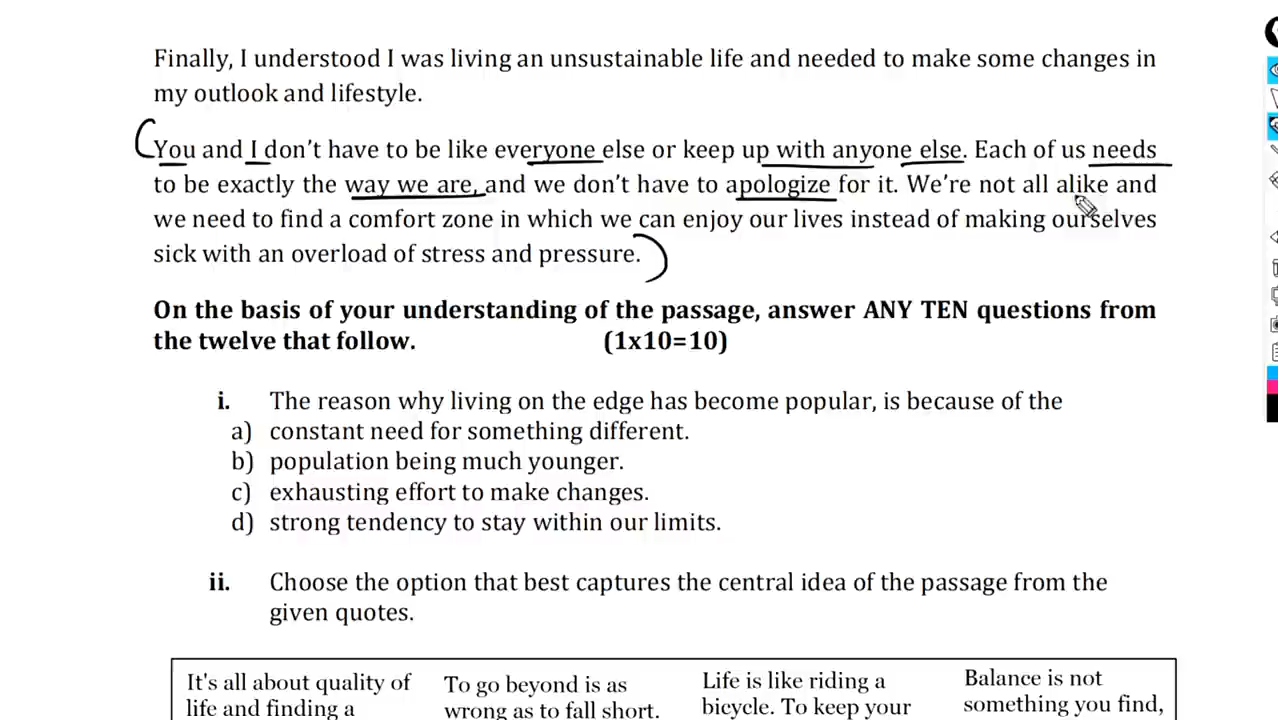 Finally, I understood I was living an unsustainable life and needed to make some changes in
my outlook and lifestyle.
You and I don't have to be like everyone else or keep up with anyone else. Each of us needs
to be exactly the way we are, and we don't have to apologize for it. We're not all alike and
we need to find a comfort zone in which we can enjoy our lives instead of making ourselves
sick with an overload of stress and pressure.
On the basis of your understanding of the passage, answer ANY TEN questions from
the twelve that follow. (1x10=10)
i. The reason why living on the edge has become popular, is because of the
a) constant need for something different.
b) population being much younger.
c) exhausting effort to make changes.
d) strong tendency to stay within our limits.
ii. Choose the option that best captures the central idea of the passage from the
given quotes.
It's all about quality of
life and finding a
To go beyond is as
wrong as to fall short.
Life is like riding a
bicycle. To keep your
Balance is not
something you find,